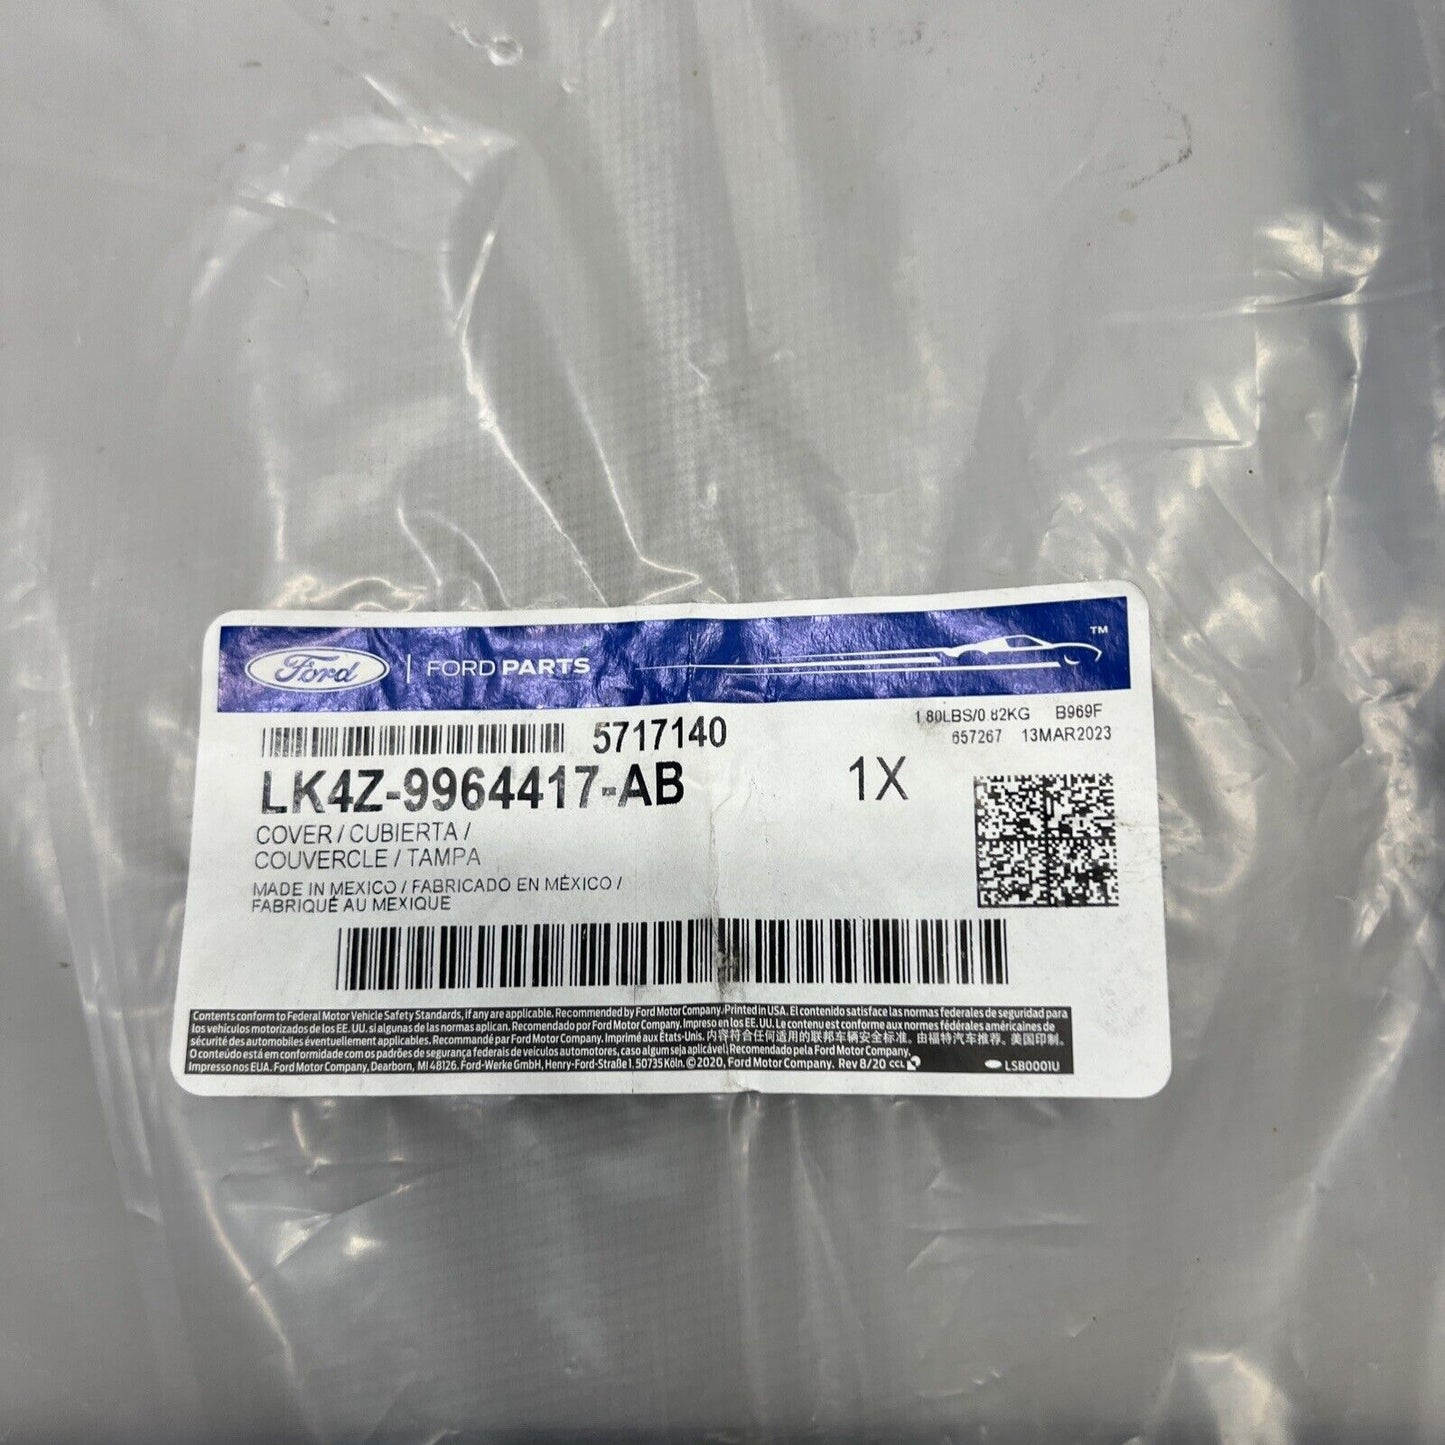 Ford | FORD PARTS ™
5717140
1.80LBS/0.82KG B969F
657267 13MAR2023
LK4Z-9964417-AB 1X
COVER / CUBIERTA /
COUVERCLE / TAMPA
MADE IN MEXICO / FABRICADO EN MÉXICO /
FABRIQUÉ AU MEXIQUE
Contents conform to Federal Motor Vehicle Safety Standards, if any are applicable. Recommended by Ford Motor Company. Printed in USA. El contenido satisface las normas federales de seguridad para
los vehículos motorizados de los EE. UU. si algunas de las normas aplican. Recomendado por Ford Motor Company. Impreso en los EE. UU. Le contenu est conforme aux normes fédérales américaines de
sécurité des automobiles éventuellement applicables. Recommandé par Ford Motor Company. Imprimé aux États-Unis. 内容符合任何适用的联邦车辆安全标准。由福特汽车推荐。美国印制。
O conteúdo está em conformidade com os padrões de segurança federais de veículos automotores, caso algum seja aplicável. Recomendado pela Ford Motor Company.
Impresso nos EUA. Ford Motor Company, Dearborn, MI 48126. Ford-Werke GmbH, Henry-Ford-Straße 1. 50735 Köln. ©2020, Ford Motor Company. Rev 8/20 CCL LSB0001U